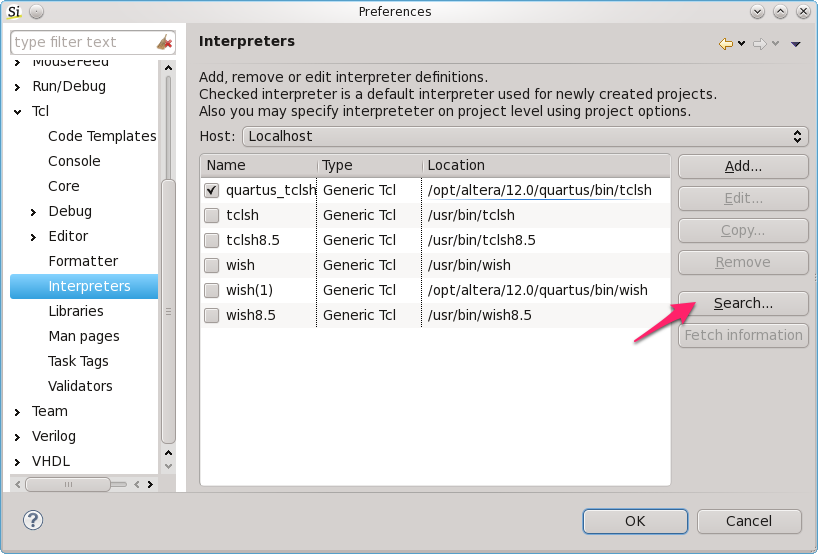 Si
Preferences
type filter text
MouseFeed
Run/Debug
Tcl
Code Templates
Console
Core
Debug
Editor
Formatter
Interpreters
Libraries
Man pages
Task Tags
Validators
Team
Verilog
VHDL
Interpreters
Add, remove or edit interpreter definitions.
Checked interpreter is a default interpreter used for newly created projects.
Also you may specify interpreteter on project level using project options.
Host: Localhost
Name Type Location
quartus_tclsh Generic Tcl /opt/altera/12.0/quartus/bin/tclsh
tclsh Generic Tcl /usr/bin/tclsh
tclsh8.5 Generic Tcl /usr/bin/tclsh8.5
wish Generic Tcl /usr/bin/wish
wish(1) Generic Tcl /opt/altera/12.0/quartus/bin/wish
wish8.5 Generic Tcl /usr/bin/wish8.5
Add...
Edit...
Copy...
Remove
Search...
Fetch information
?
OK
Cancel